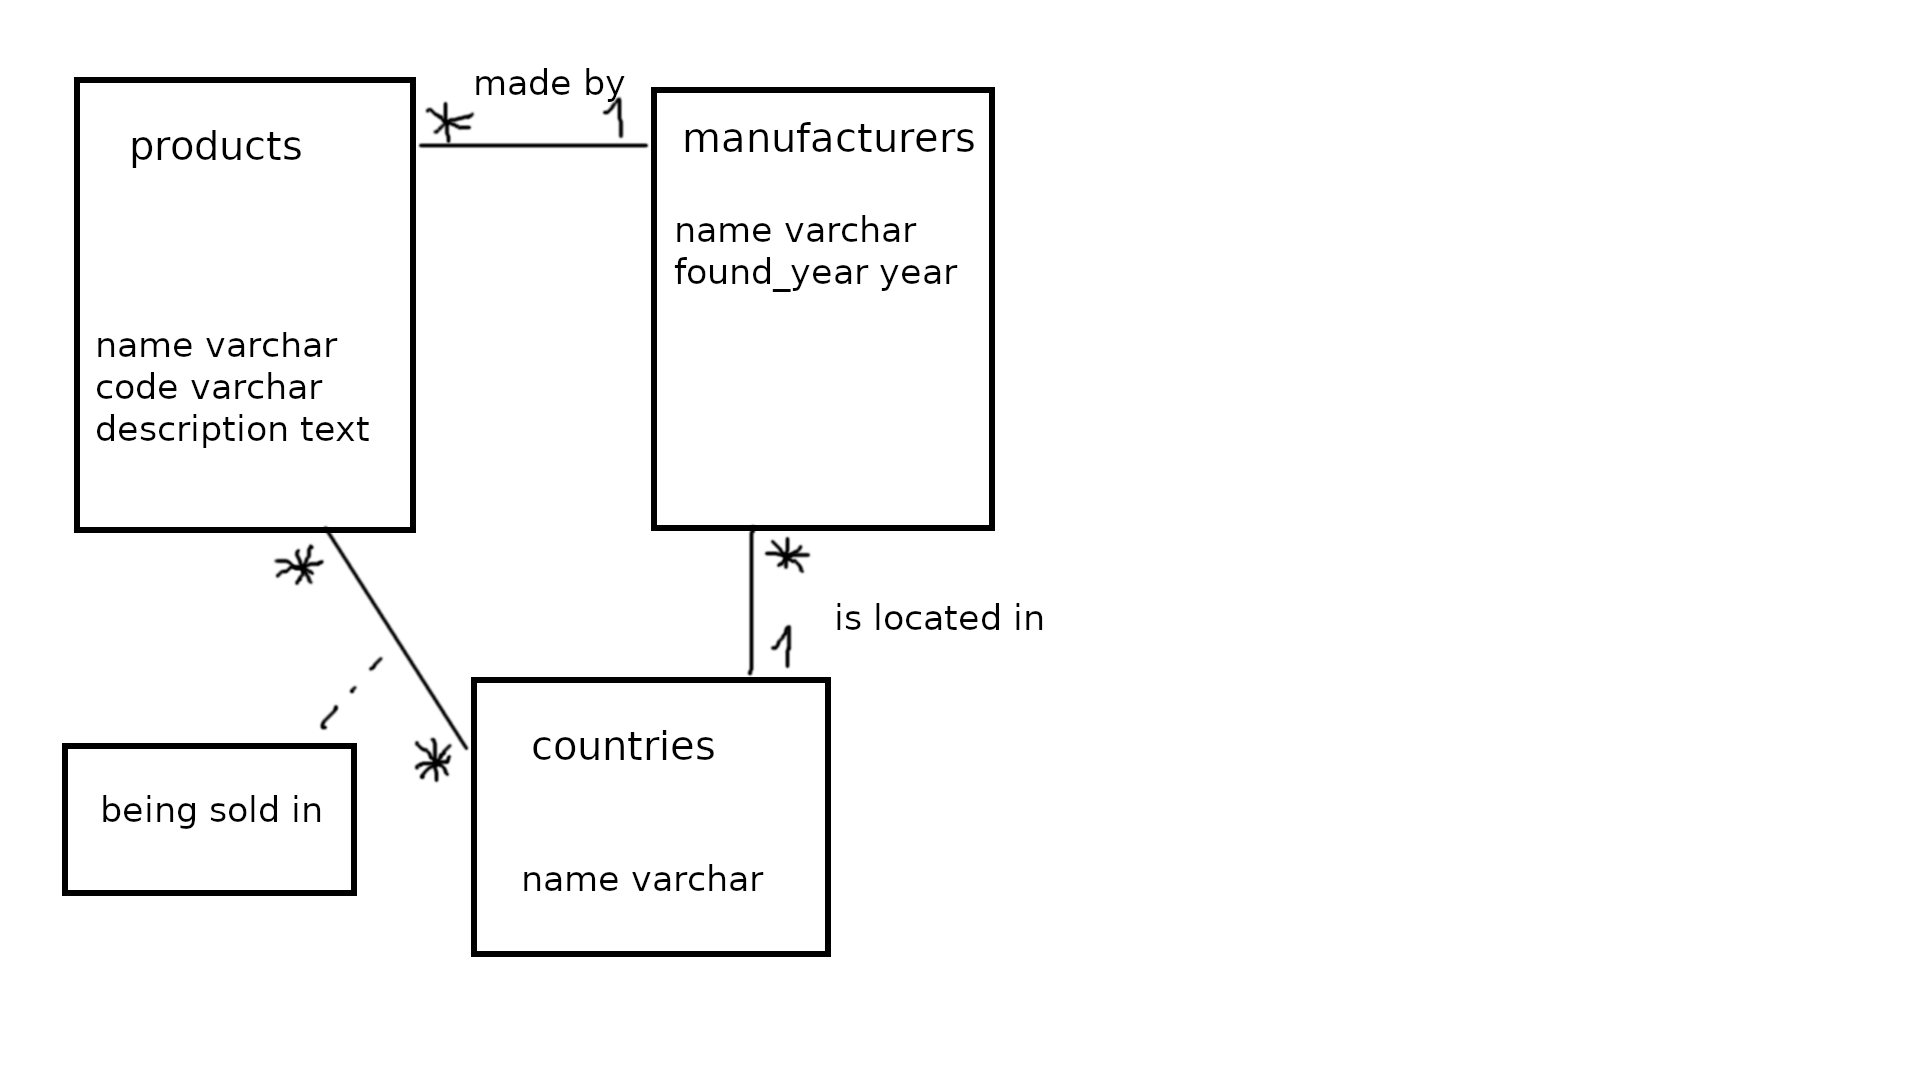 made by
* 1
products
manufacturers
name varchar
found_year year
name varchar
code varchar
description text
*
*
is located in
1
countries
*
being sold in
name varchar